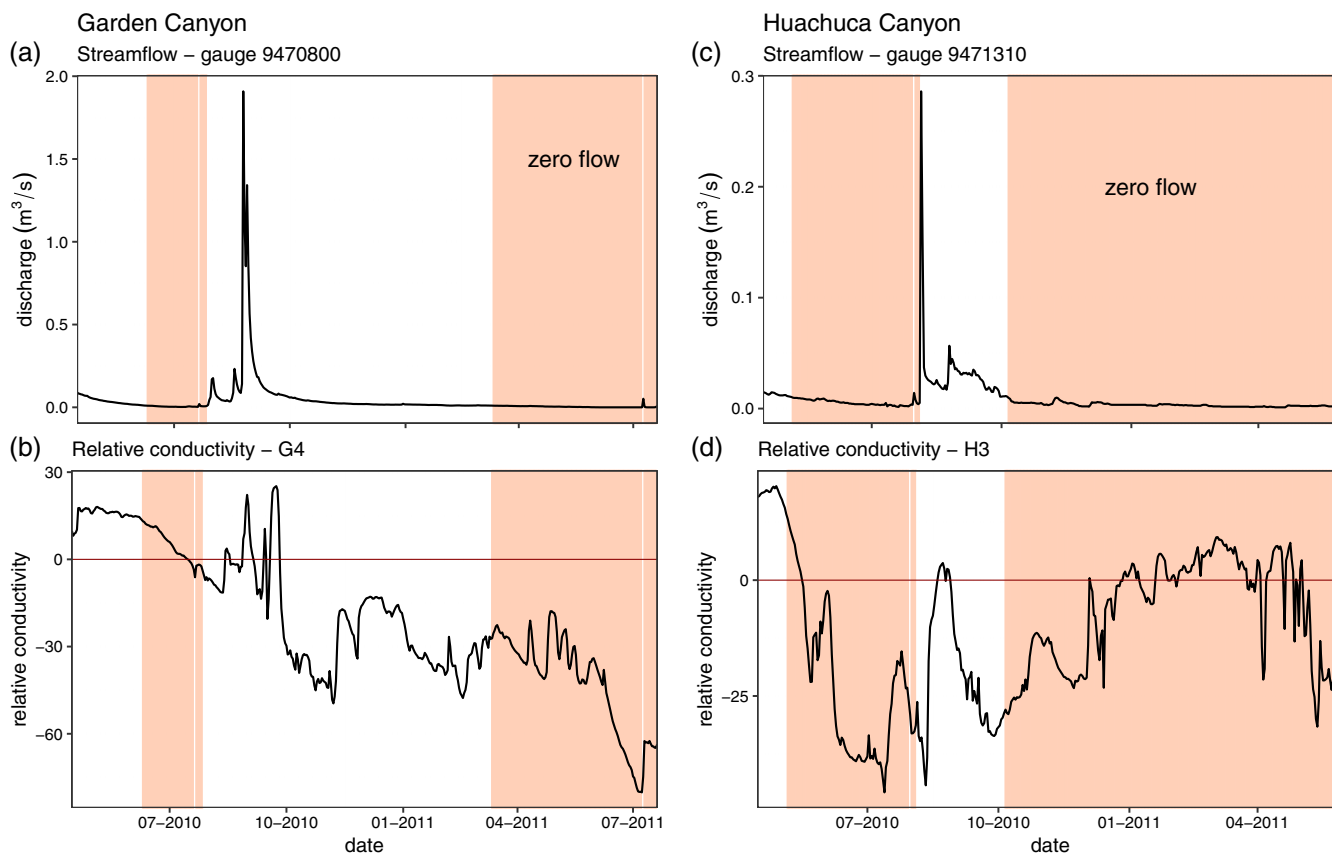 Garden Canyon
(a) Streamflow – gauge 9470800
2.0
1.5
1.0
0.5
0.0
discharge (m³/s)
zero flow
(b) Relative conductivity – G4
30
0
−30
−60
relative conductivity
07−2010 10−2010 01−2011 04−2011 07−2011
date
Huachuca Canyon
(c) Streamflow – gauge 9471310
0.3
0.2
0.1
0.0
discharge (m³/s)
zero flow
(d) Relative conductivity – H3
0
−25
relative conductivity
07−2010 10−2010 01−2011 04−2011
date